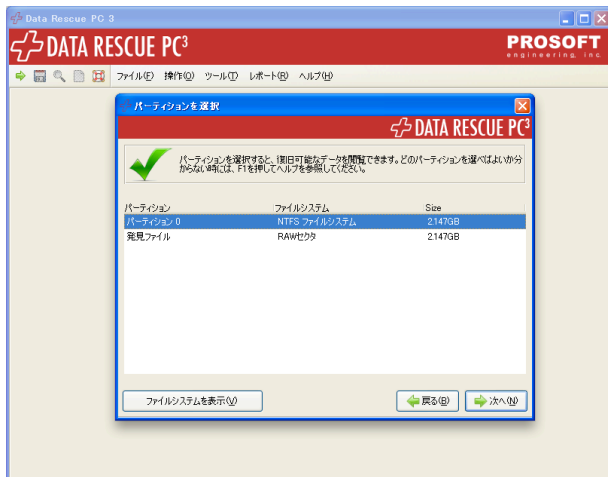 Data Rescue PC 3
DATA RESCUE PC³
PROSOFT
engineering, inc.
ファイル(F) 操作(O) ツール(T) レポート(R) ヘルプ(H)
パーティションを選択
DATA RESCUE PC³
パーティションを選択すると、復旧可能なデータを閲覧できます。どのパーティションを選べばよいか分
からない時には、F1を押してヘルプを参照してください。
パーティション ファイルシステム Size
パーティション 0 NTFS ファイルシステム 2.147GB
発見ファイル RAWセクタ 2.147GB
ファイルシステムを表示(V) 戻る(B) 次へ(N)